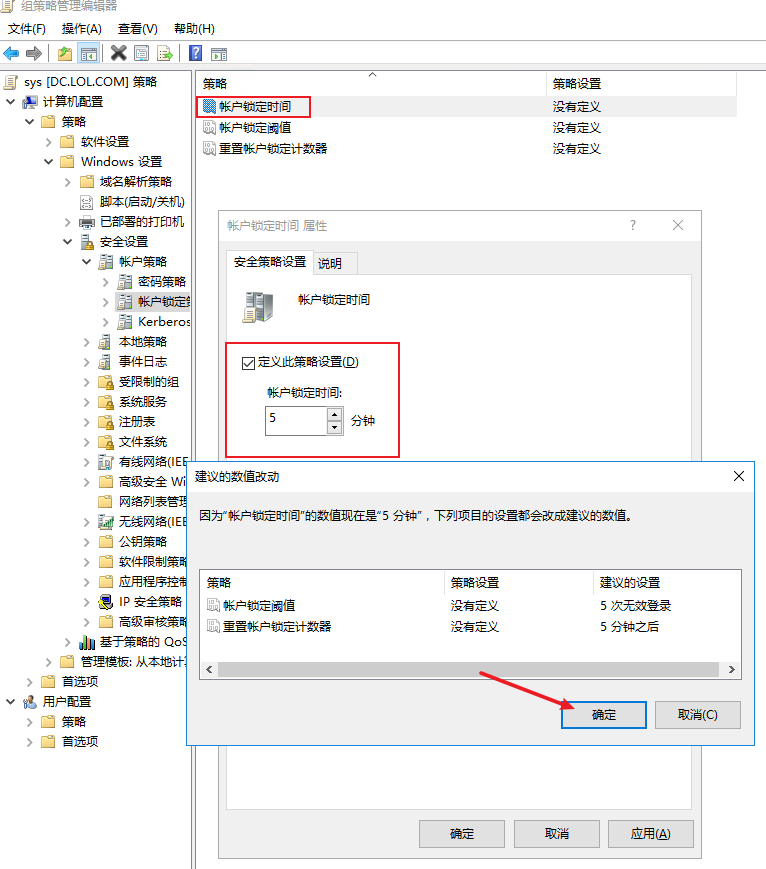 组策略管理编辑器
文件(F) 操作(A) 查看(V) 帮助(H)
sys [DC.LOL.COM] 策略
计算机配置
策略
软件设置
Windows 设置
域名解析策略
脚本(启动/关机)
已部署的打印机
安全设置
帐户策略
密码策略
帐户锁定策
Kerberos
本地策略
事件日志
受限制的组
系统服务
注册表
文件系统
有线网络(IEE
高级安全 Wi
网络列表管理
无线网络(IEE
公钥策略
软件限制策略
应用程序控制
IP 安全策略
高级审核策略
基于策略的 QoS
管理模板: 从本地计算
首选项
用户配置
策略
首选项
策略 策略设置
帐户锁定时间 没有定义
帐户锁定阈值 没有定义
重置帐户锁定计数器 没有定义
帐户锁定时间 属性 ?
安全策略设置 说明
帐户锁定时间
定义此策略设置(D)
帐户锁定时间:
5 分钟
建议的数值改动
因为“帐户锁定时间”的数值现在是“5 分钟”，下列项目的设置都会改成建议的数值。
策略 策略设置 建议的设置
帐户锁定阈值 没有定义 5 次无效登录
重置帐户锁定计数器 没有定义 5 分钟之后
确定 取消(C)
确定 取消 应用(A)